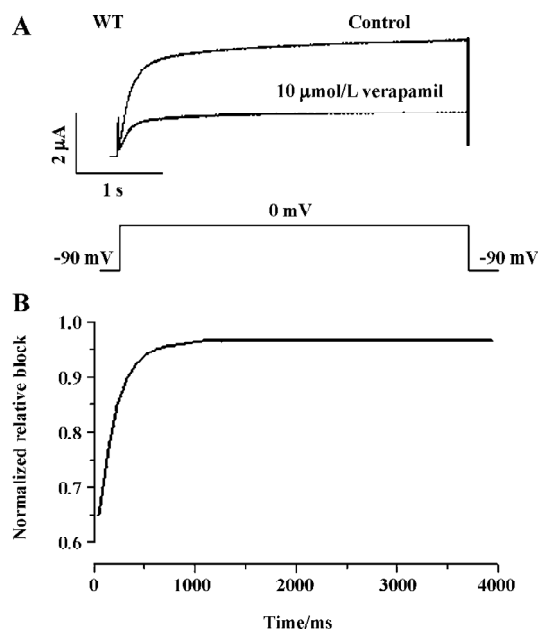 A
WT
Control
10 μmol/L verapamil
2 μA
1 s
0 mV
-90 mV
-90 mV
B
Normalized relative block
1.0
0.9
0.8
0.7
0.6
0
1000
2000
3000
4000
Time/ms